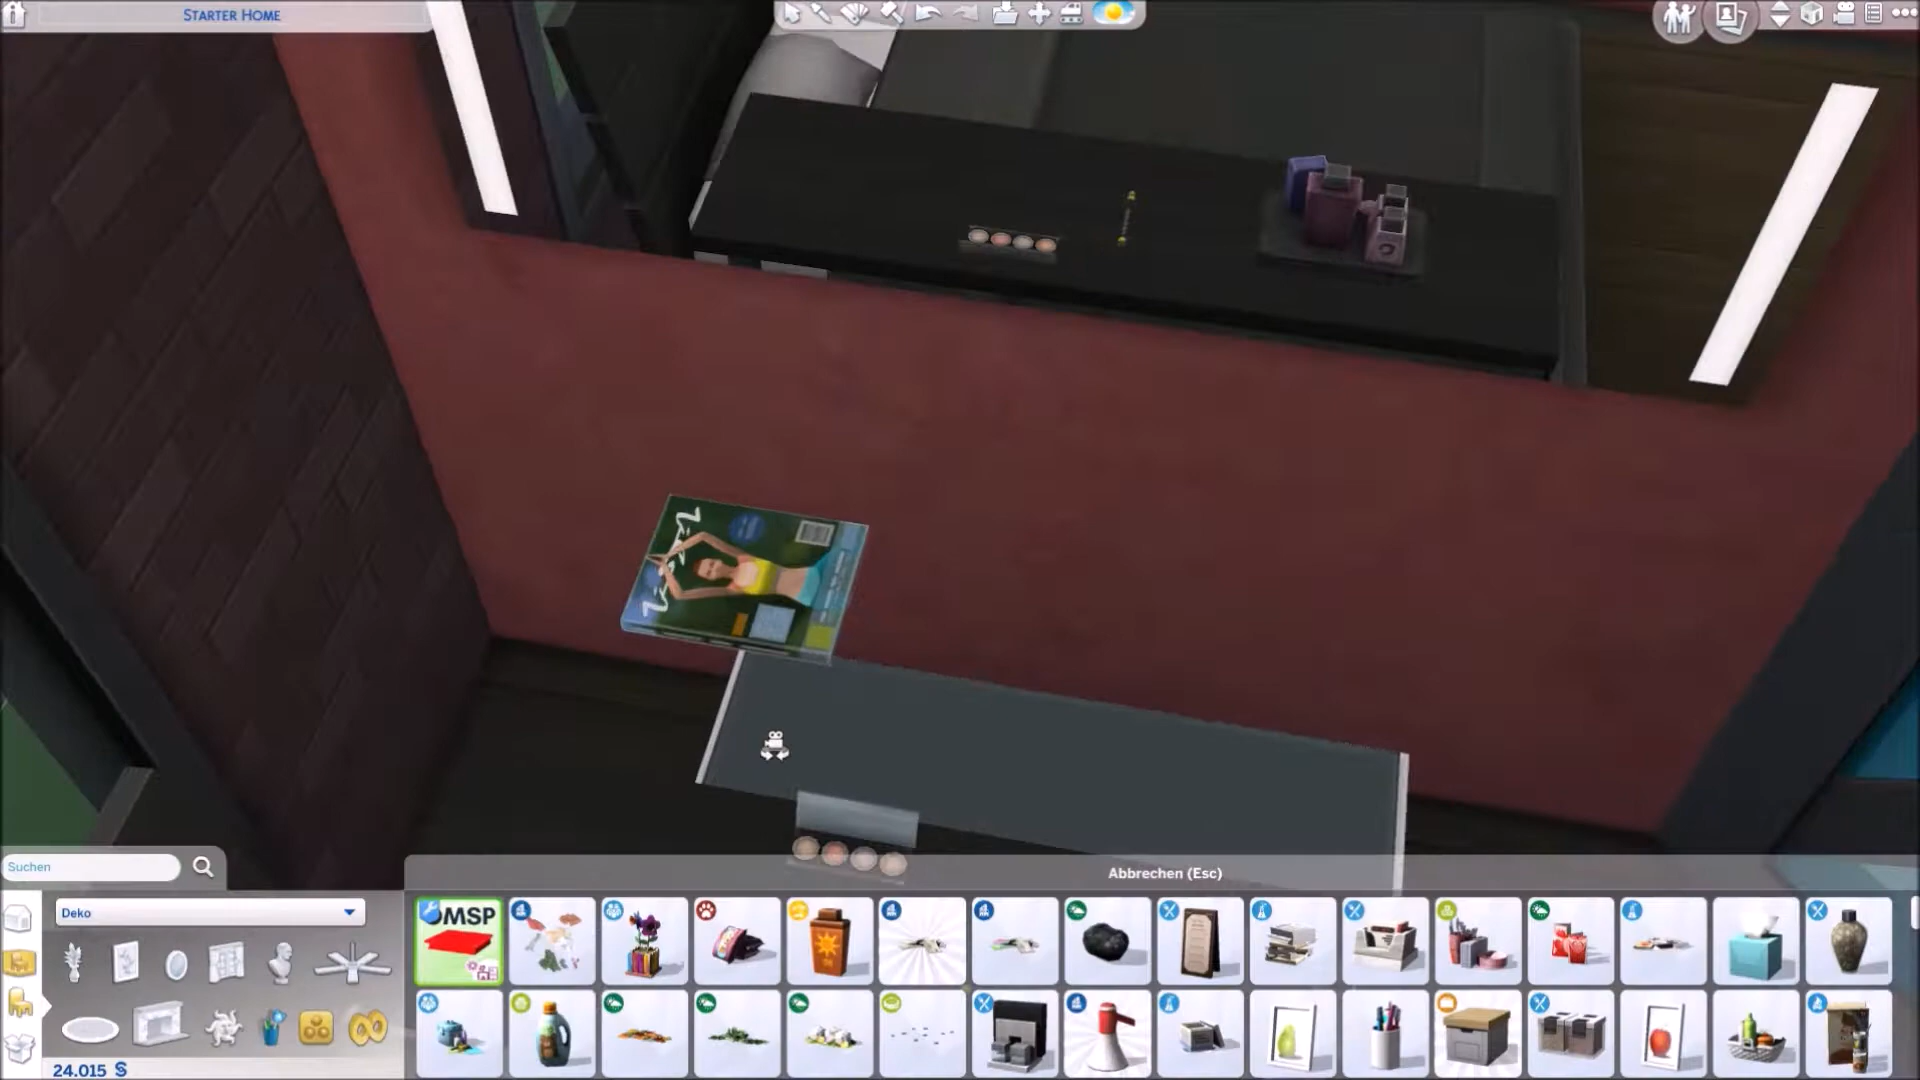 STARTER HOME
Suchen
Abbrechen (Esc)
Deko
MSP
24.015 $